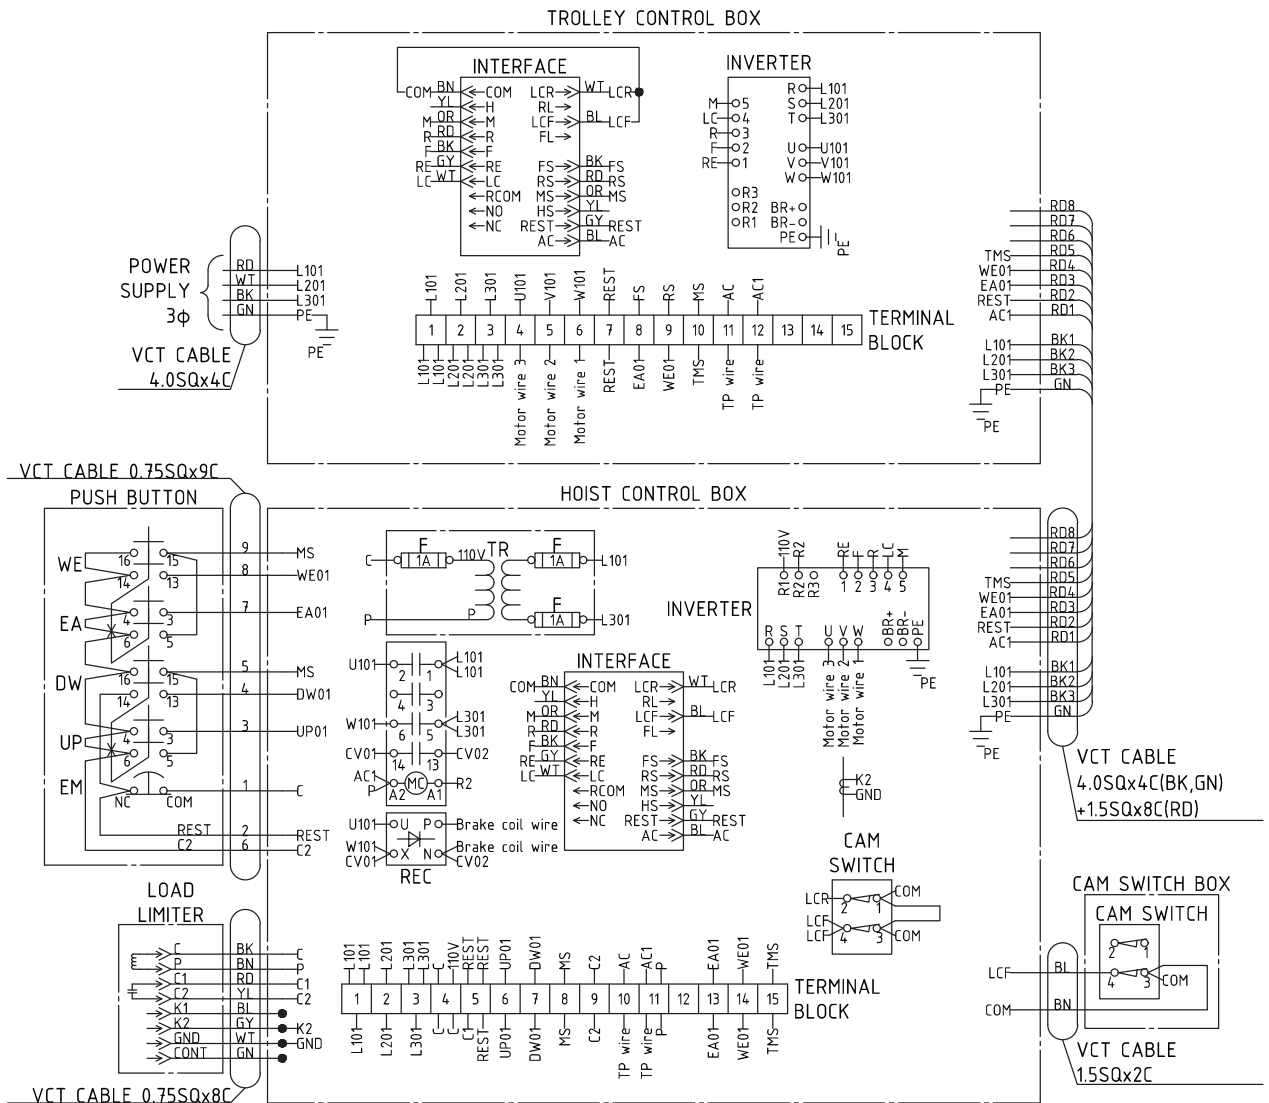 TROLLEY CONTROL BOX
INTERFACE
COM BN COM LCR WT LCR
YL H RL
M OR M LCF BL LCF
R RD R FL
F BK F
RE GY RE FS BK FS
LC WT LC RS RD RS
RCOM MS OR MS
NO HS YL
NC REST GY REST
AC BL AC
INVERTER
R L101
M 5 S L201
LC 4 T L301
R 3
F 2 U U101
RE 1 V V101
W W101
R3
R2 BR+
R1 BR-
PE PE
POWER
SUPPLY
3ϕ
RD L101
WT L201
BK L301
GN PE
PE
VCT CABLE
4.0SQx4C
L101 L201 L301 U101 V101 W101 REST FS RS MS AC AC1
1 2 3 4 5 6 7 8 9 10 11 12 13 14 15
TERMINAL
BLOCK
L101 L101 L201 L201 L301 L301 Motor wire 3 Motor wire 2 Motor wire 1 REST EA01 WE01 TMS TP wire TP wire
RD8
RD7
RD6
TMS RD5
WE01 RD4
EA01 RD3
REST RD2
AC1 RD1
L101 BK1
L201 BK2
L301 BK3
PE GN
PE
VCT CABLE 0.75SQx9C
PUSH BUTTON
WE 16 15 9 MS
14 13 8 WE01
EA 4 3 7 EA01
6 5
DW 16 15 5 MS
14 13 4 DW01
UP 4 3 3 UP01
6 5
EM NC COM 1 C
REST 2 REST
C2 6 C2
HOIST CONTROL BOX
C F 1A 110V TR F 1A L101
P P F 1A L301
U101 2 1 L101
L101
4 3
W101 6 5 L301
L301
CV01 14 13 CV02
AC1
P A2 MC A1 R2
U101 U P Brake coil wire
W101 X N Brake coil wire
CV01 CV02
REC
INTERFACE
COM BN COM LCR WT LCR
YL H RL
M OR M LCF BL LCF
R RD R FL
F BK F
RE GY RE FS BK FS
LC WT LC RS RD RS
RCOM MS OR MS
NO HS YL
NC REST GY REST
AC BL AC
INVERTER
110V R2 RE F R LC M
R1 R2 R3 1 2 3 4 5
R S T U V W BR+ BR- PE
L101 L201 L301 Motor wire 3 Motor wire 2 Motor wire 1
PE
K2
GND
CAM
SWITCH
LCR 2 1 COM
LCF
LCF 4 3 COM
RD8
RD7
RD6
TMS RD5
WE01 RD4
EA01 RD3
REST RD2
AC1 RD1
L101 BK1
L201 BK2
L301 BK3
PE GN
PE
VCT CABLE
4.0SQx4C(BK,GN)
+1.5SQx8C(RD)
LOAD
LIMITER
C BK C
P BN P
C1 RD C1
C2 YL C2
K1 BL
K2 GY K2
GND WT GND
CONT GN
VCT CABLE 0.75SQx8C
L101 L101 L201 L301 L301 C 110V REST REST UP01 DW01 MS C2 AC AC1 P EA01 WE01 TMS
1 2 3 4 5 6 7 8 9 10 11 12 13 14 15
TERMINAL
BLOCK
L101 L201 L301 C C C1 REST UP01 DW01 MS C2 TP wire TP wire P EA01 WE01 TMS
CAM SWITCH BOX
CAM SWITCH
2 1
LCF BL 4 3 COM
COM BN
VCT CABLE
1.5SQx2C